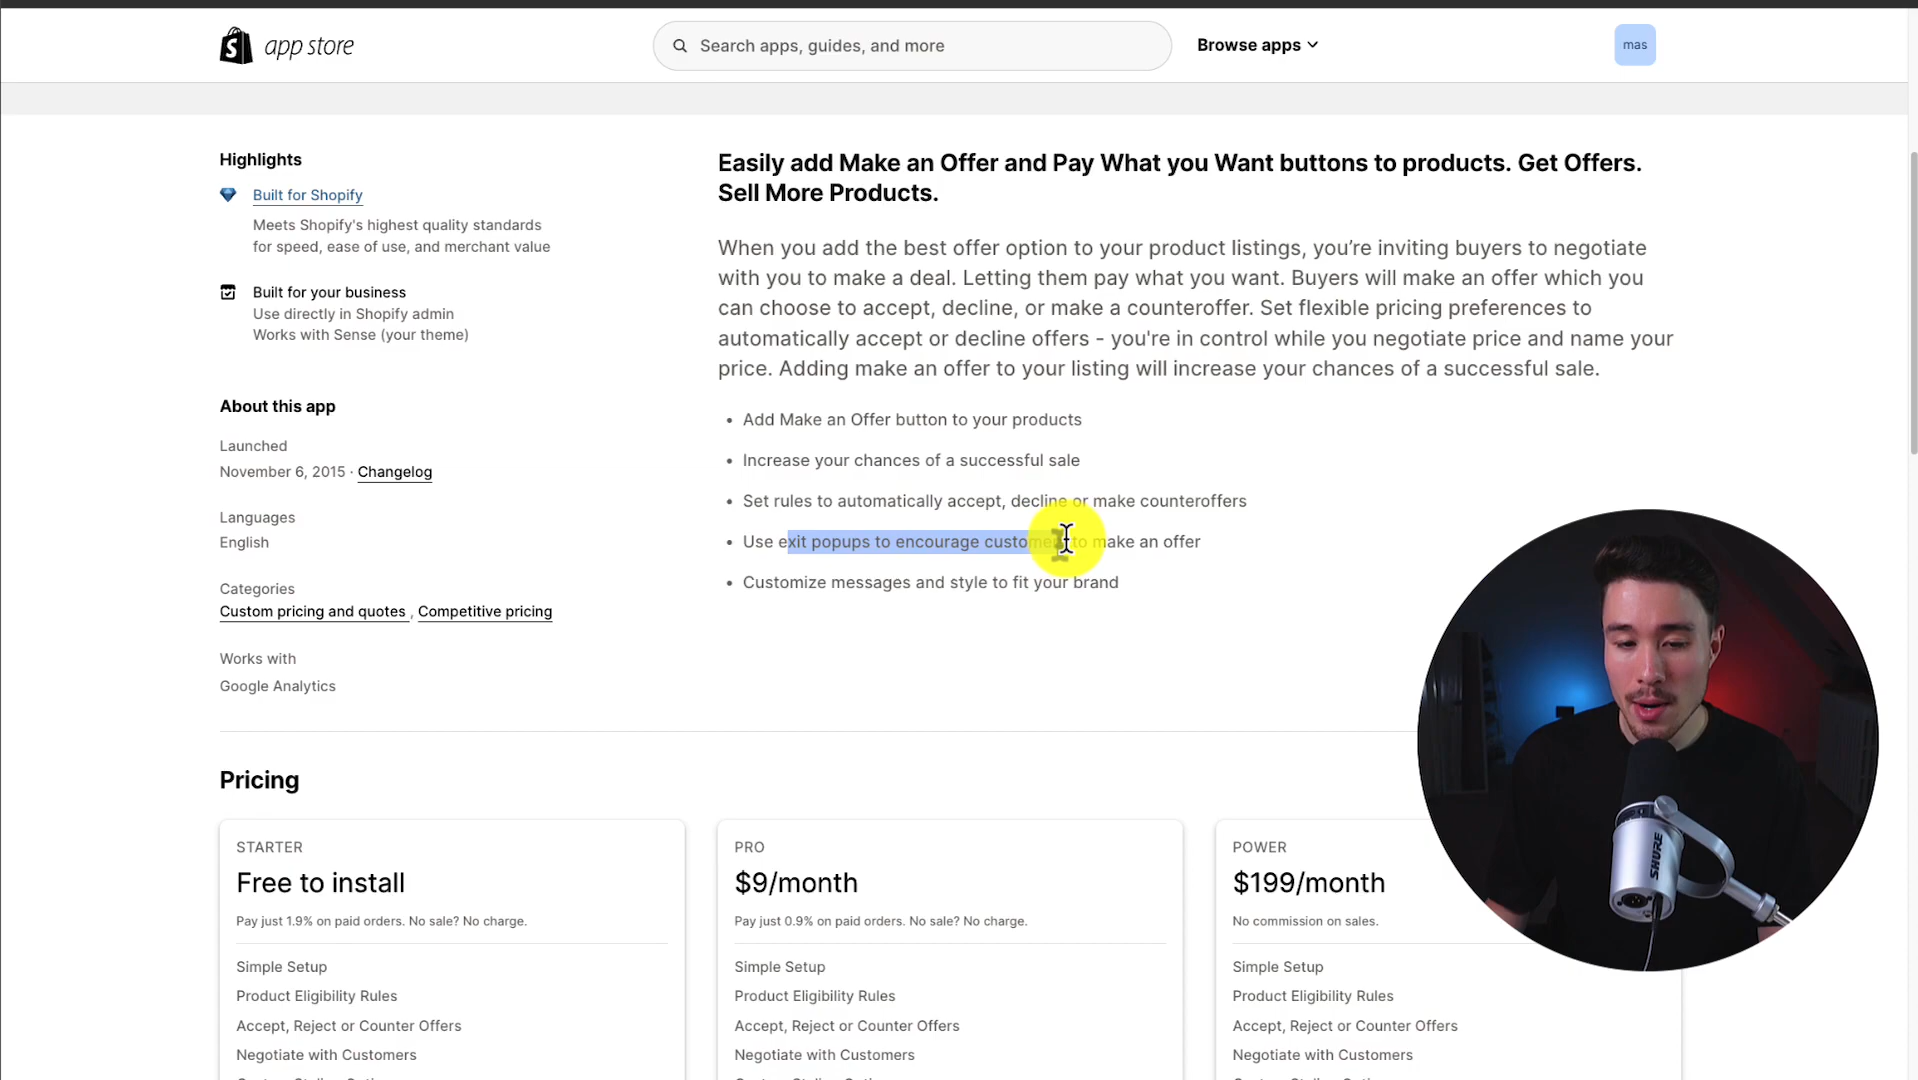 app store
Search apps, guides, and more
Browse apps
mas
Highlights
Built for Shopify
Meets Shopify's highest quality standards
for speed, ease of use, and merchant value
Built for your business
Use directly in Shopify admin
Works with Sense (your theme)
About this app
Launched
November 6, 2015 · Changelog
Languages
English
Categories
Custom pricing and quotes , Competitive pricing
Works with
Google Analytics
Easily add Make an Offer and Pay What you Want buttons to products. Get Offers.
Sell More Products.
When you add the best offer option to your product listings, you’re inviting buyers to negotiate
with you to make a deal. Letting them pay what you want. Buyers will make an offer which you
can choose to accept, decline, or make a counteroffer. Set flexible pricing preferences to
automatically accept or decline offers - you're in control while you negotiate price and name your
price. Adding make an offer to your listing will increase your chances of a successful sale.
• Add Make an Offer button to your products
• Increase your chances of a successful sale
• Set rules to automatically accept, decline or make counteroffers
• Use exit popups to encourage customers to make an offer
• Customize messages and style to fit your brand
Pricing
STARTER
Free to install
Pay just 1.9% on paid orders. No sale? No charge.
Simple Setup
Product Eligibility Rules
Accept, Reject or Counter Offers
Negotiate with Customers
PRO
$9/month
Pay just 0.9% on paid orders. No sale? No charge.
Simple Setup
Product Eligibility Rules
Accept, Reject or Counter Offers
Negotiate with Customers
POWER
$199/month
No commission on sales.
Simple Setup
Product Eligibility Rules
Accept, Reject or Counter Offers
Negotiate with Customers
SHURE